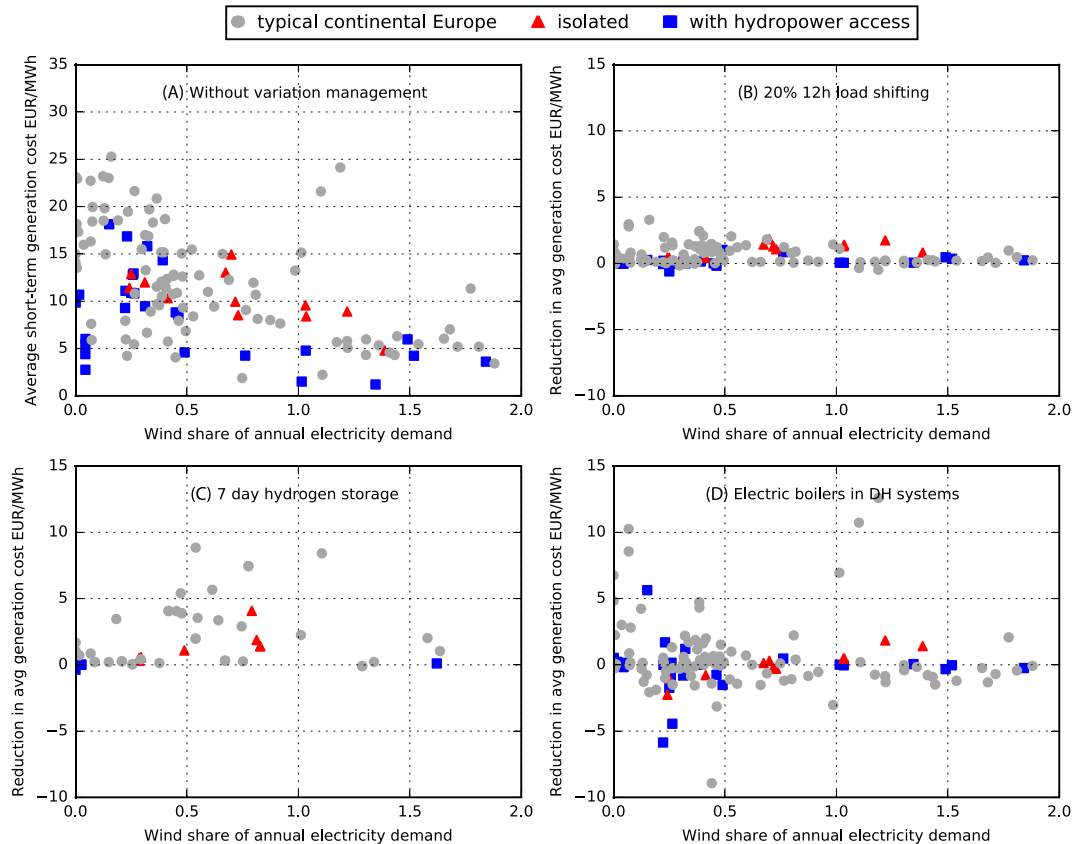 typical continental Europe isolated with hydropower access
(A) Without variation management
Average short-term generation cost EUR/MWh
35
30
25
20
15
10
5
0
0.0 0.5 1.0 1.5 2.0
Wind share of annual electricity demand
(B) 20% 12h load shifting
Reduction in avg generation cost EUR/MWh
15
10
5
0
−5
−10
0.0 0.5 1.0 1.5 2.0
Wind share of annual electricity demand
(C) 7 day hydrogen storage
Reduction in avg generation cost EUR/MWh
15
10
5
0
−5
−10
0.0 0.5 1.0 1.5 2.0
Wind share of annual electricity demand
(D) Electric boilers in DH systems
Reduction in avg generation cost EUR/MWh
15
10
5
0
−5
−10
0.0 0.5 1.0 1.5 2.0
Wind share of annual electricity demand